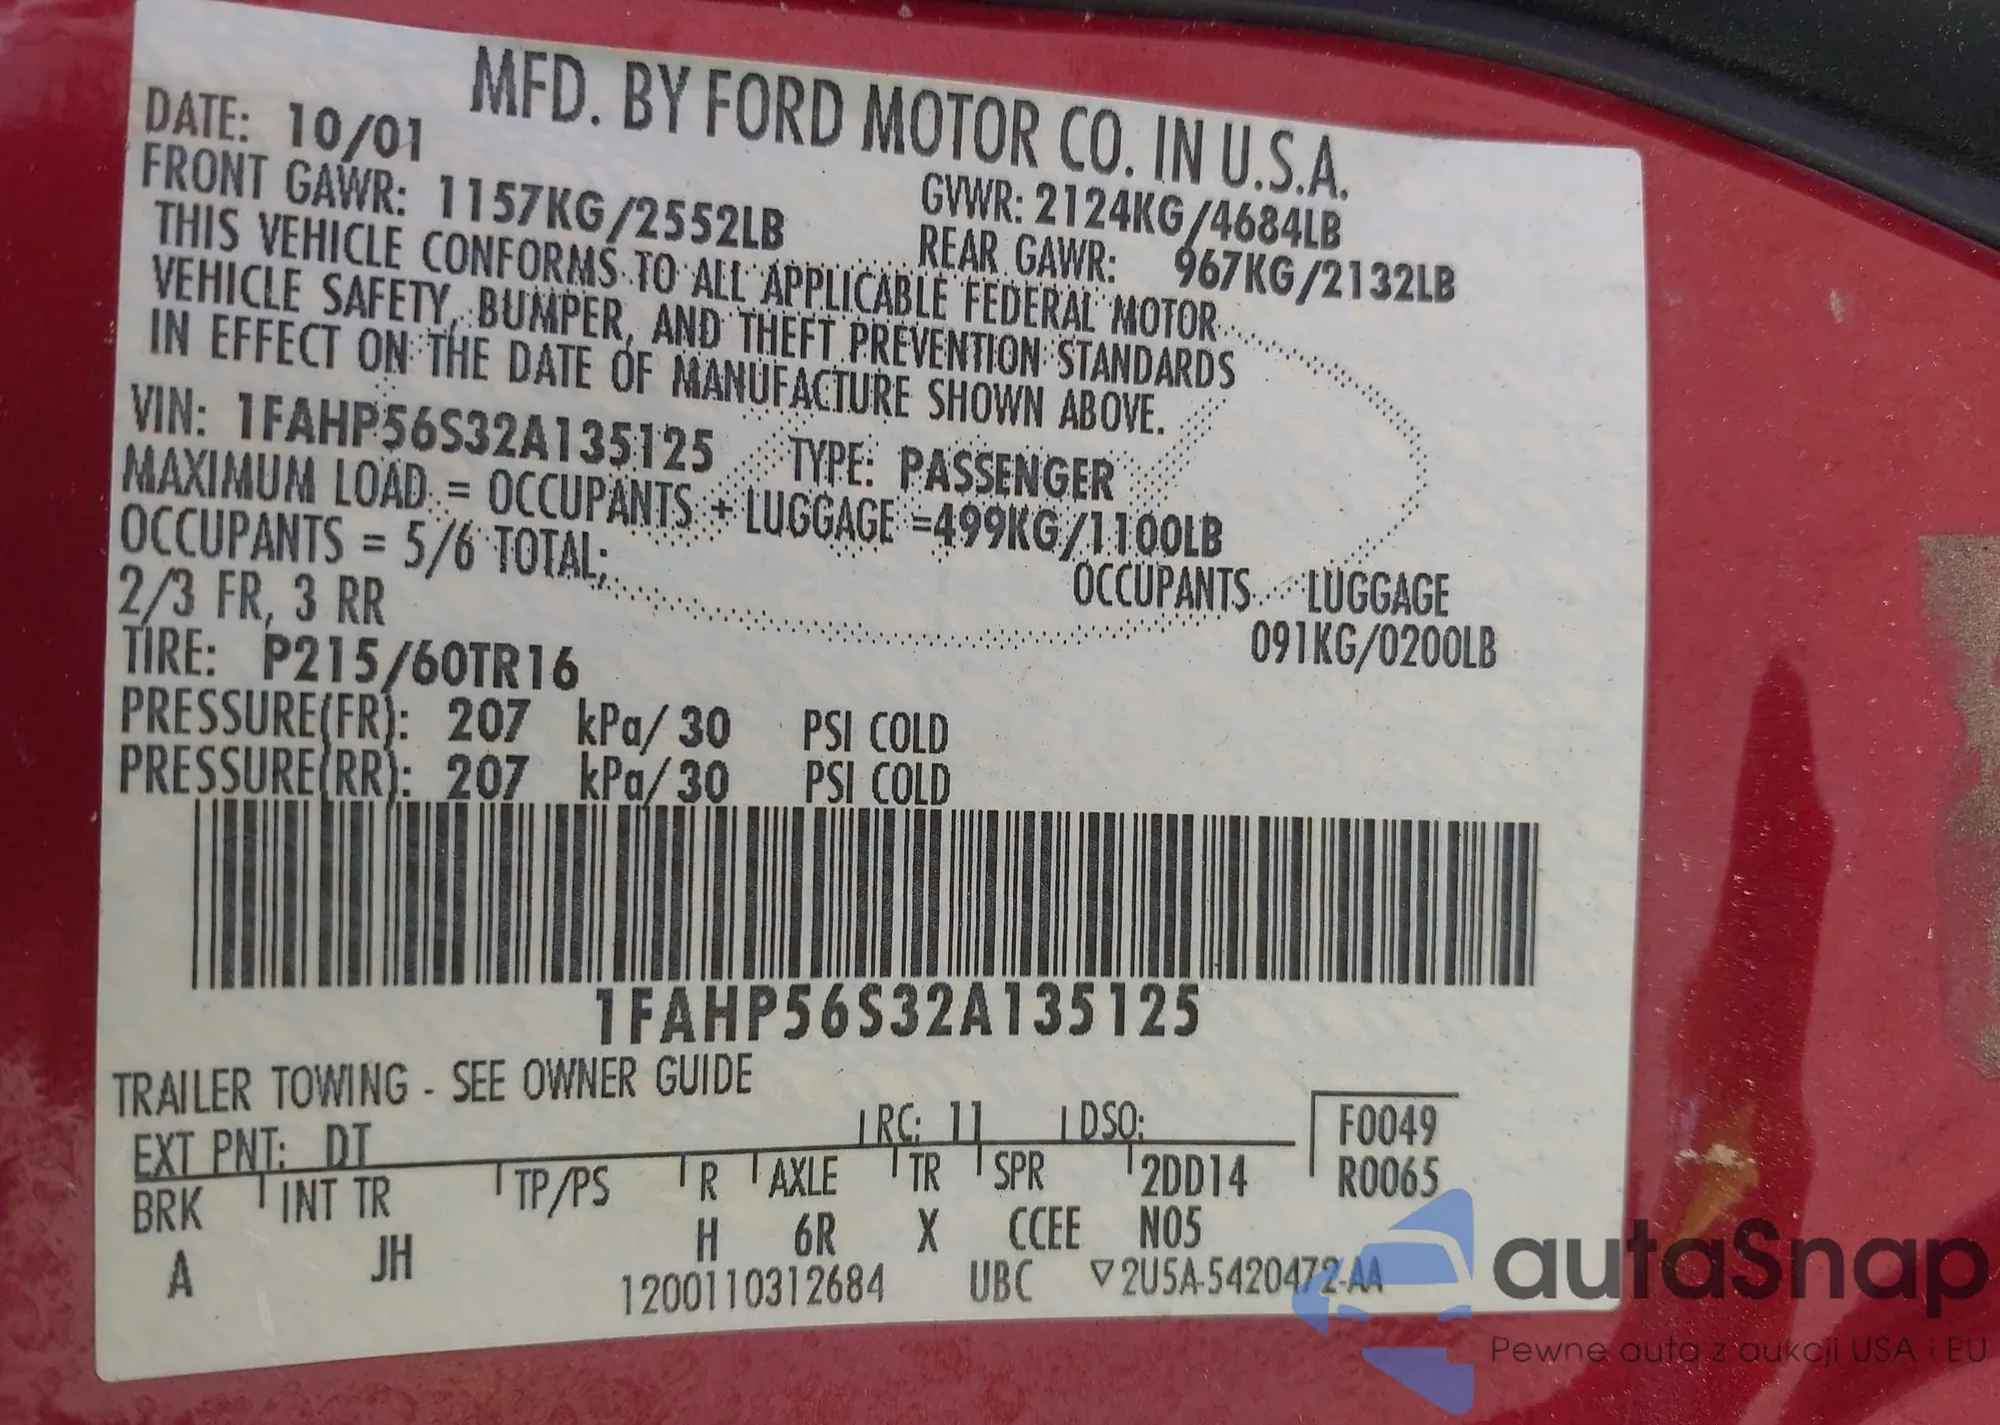 MFD. BY FORD MOTOR CO. IN U.S.A.
DATE: 10/01
GVWR: 2124KG/4684LB
FRONT GAWR: 1157KG/2552LB
REAR GAWR: 967KG/2132LB
THIS VEHICLE CONFORMS TO ALL APPLICABLE FEDERAL MOTOR
VEHICLE SAFETY, BUMPER, AND THEFT PREVENTION STANDARDS
IN EFFECT ON THE DATE OF MANUFACTURE SHOWN ABOVE.
VIN: 1FAHP56S32A135125 TYPE: PASSENGER
MAXIMUM LOAD = OCCUPANTS + LUGGAGE =499KG/1100LB
OCCUPANTS = 5/6 TOTAL; OCCUPANTS LUGGAGE
2/3 FR, 3 RR 091KG/0200LB
TIRE: P215/60TR16
PRESSURE(FR): 207 kPa/ 30 PSI COLD
PRESSURE(RR): 207 kPa/ 30 PSI COLD
1FAHP56S32A135125
TRAILER TOWING - SEE OWNER GUIDE
EXT PNT: DT RC: 11 DSO: F0049
BRK INT TR TP/PS R AXLE TR SPR 2DD14 R0065
A JH H 6R X CCEE N05
1200110312684 UBC ▽2U5A-5420472-AA
autaSnap
Pewne auta z aukcji USA i EU